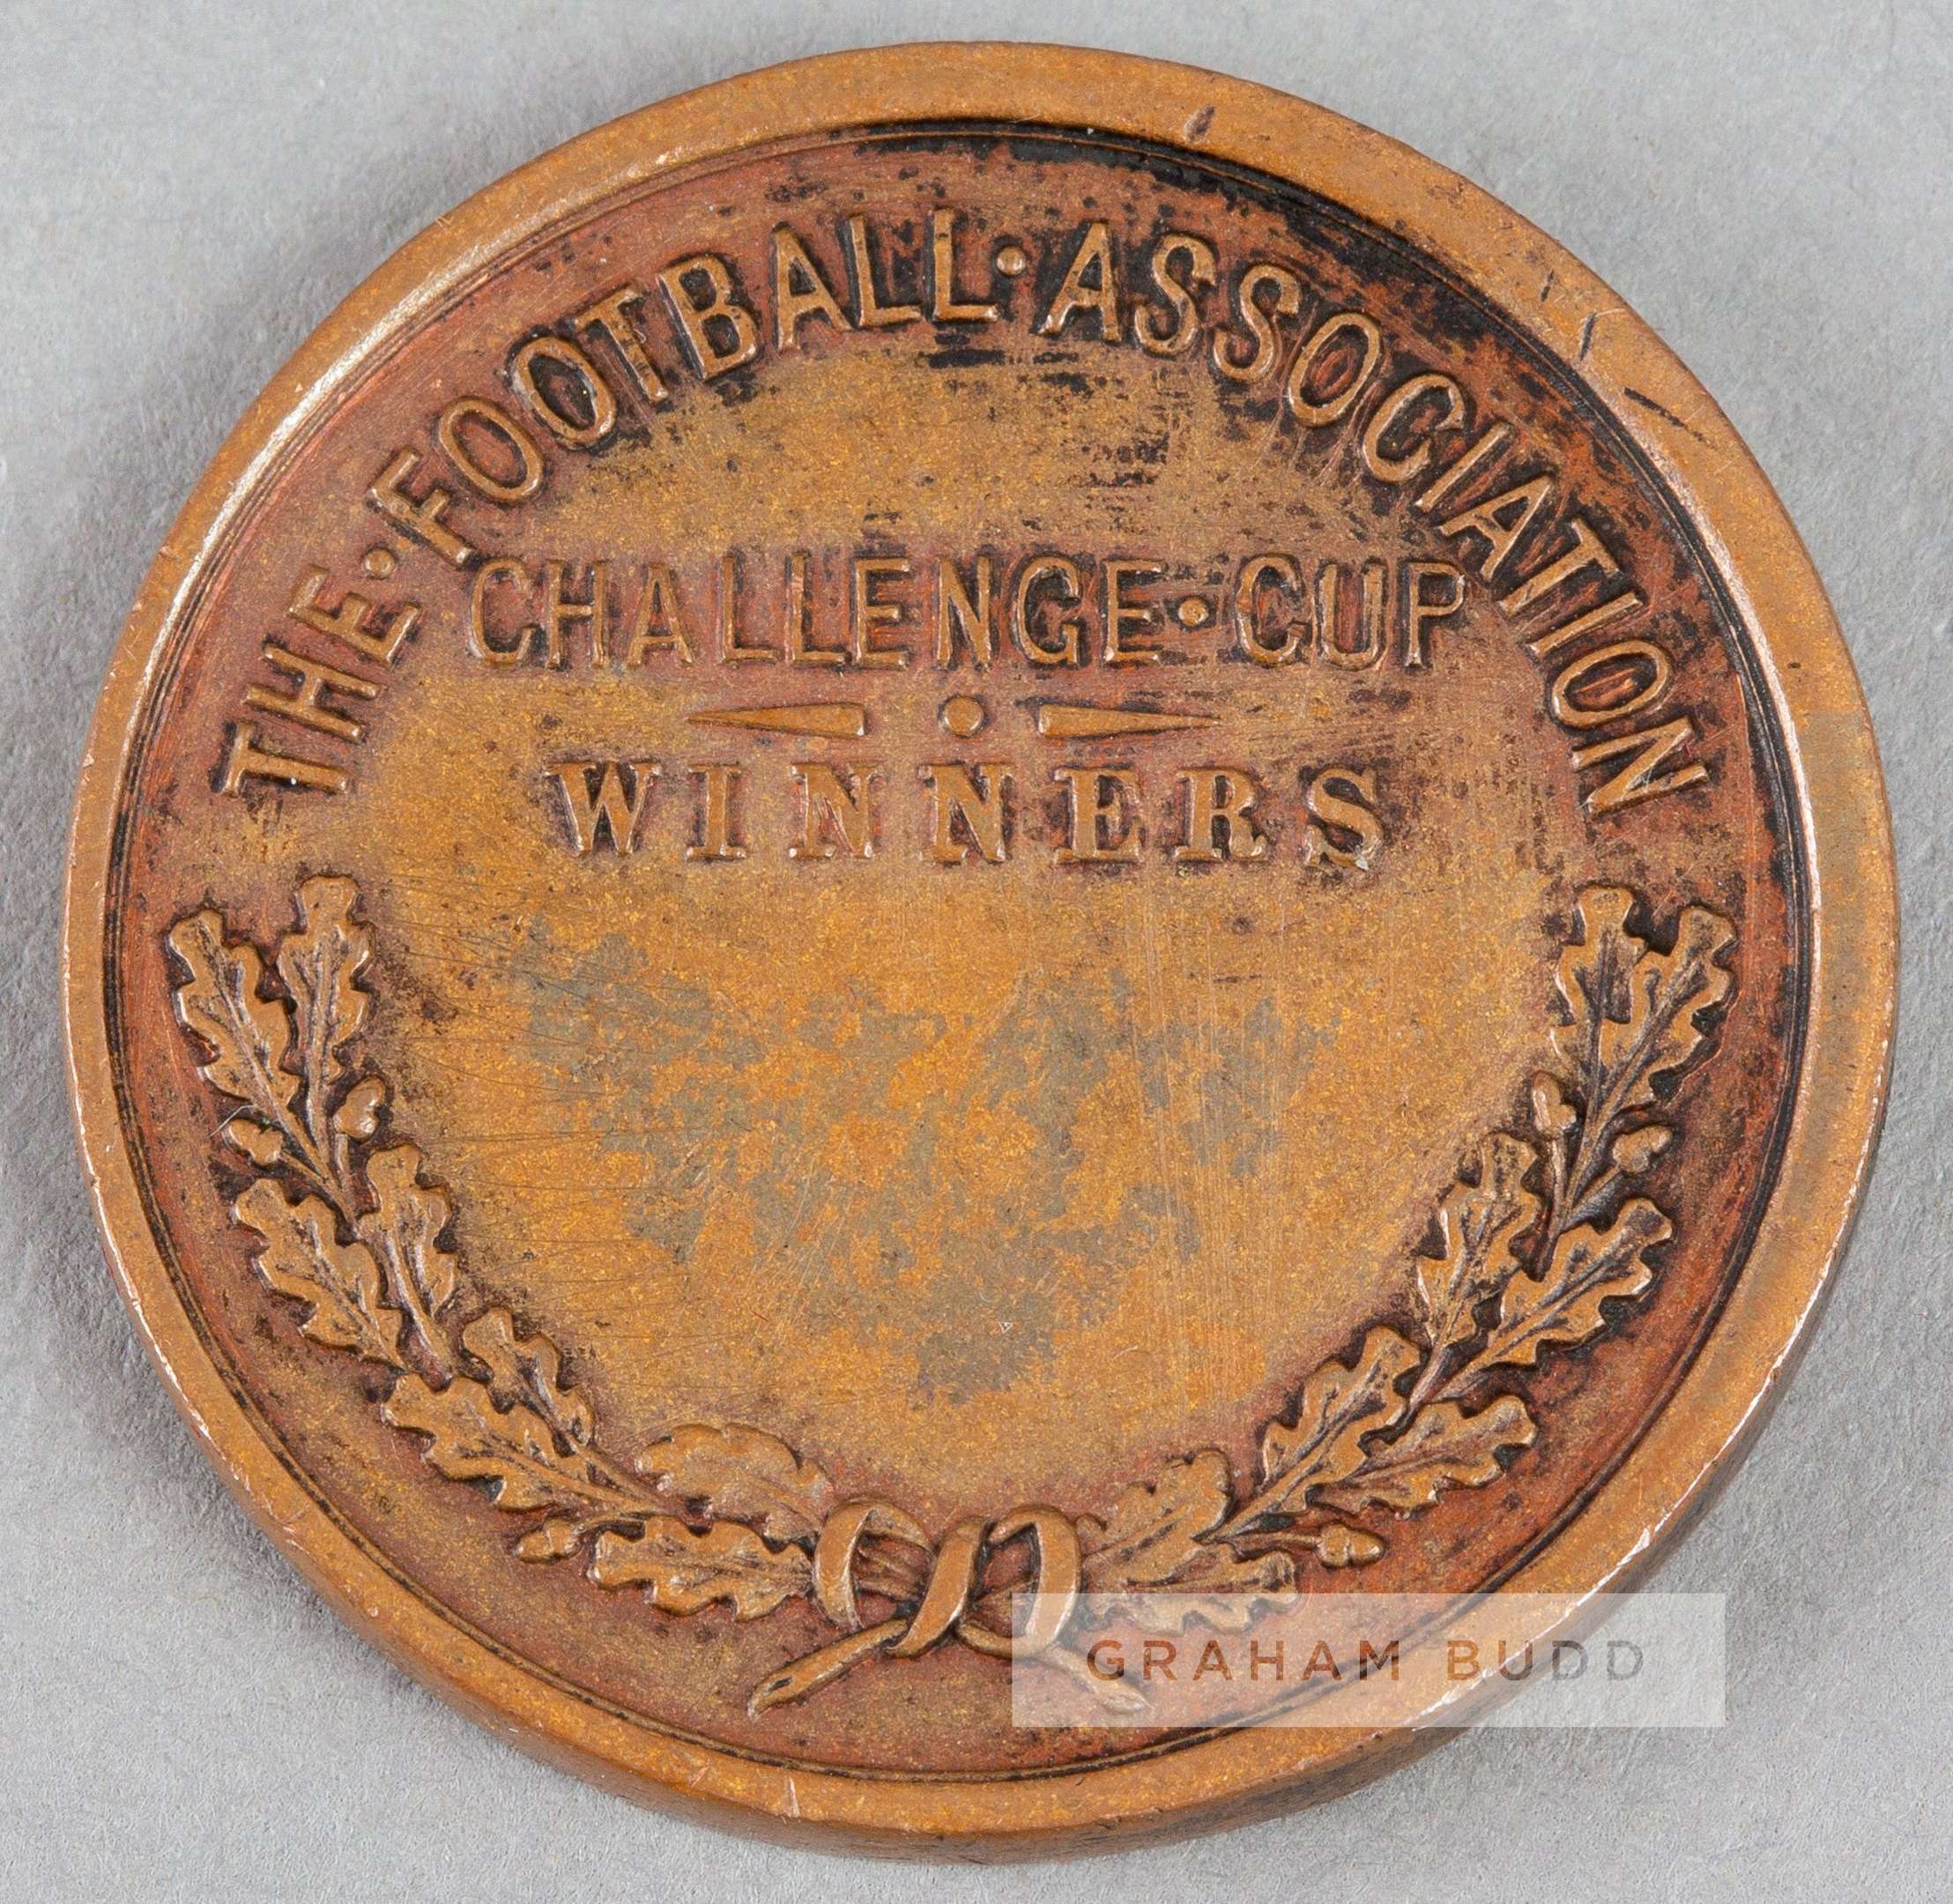 THE·FOOTBALL·ASSOCIATION
CHALLENGE·CUP
WINNERS
GRAHAM BUDD